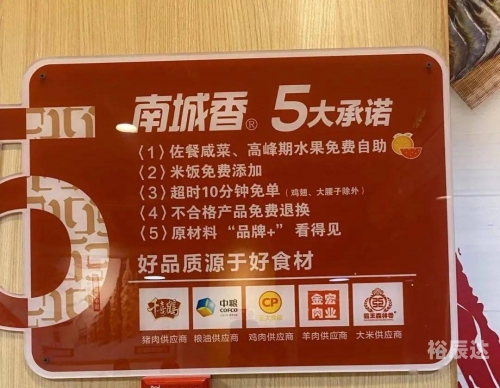 南城香® 5大承诺
(1) 佐餐咸菜、高峰期水果免费自助
(2) 米饭免费添加
(3) 超时10分钟免单(鸡翅、大腰子除外)
(4) 不合格产品免费退换
(5) 原材料“品牌+”看得见
好品质源于好食材
中粮 COFCO CP 金宏肉业
猪肉供应商 粮油供应商 鸡肉供应商 羊肉供应商 大米供应商
裕辰达